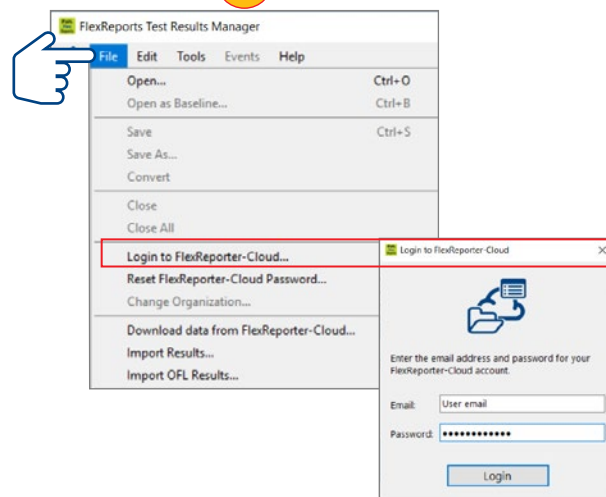 FlexReports Test Results Manager
File Edit Tools Events Help
Open... Ctrl+O
Open as Baseline... Ctrl+B
Save Ctrl+S
Save As...
Convert
Close
Close All
Login to FlexReporter-Cloud...
Reset FlexReporter-Cloud Password...
Change Organization...
Download data from FlexReporter-Cloud...
Import Results...
Import OFL Results...
Login to FlexReporter-Cloud
Enter the email address and password for your
FlexReporter-Cloud account.
Email: User email
Password: ••••••••••••
Login